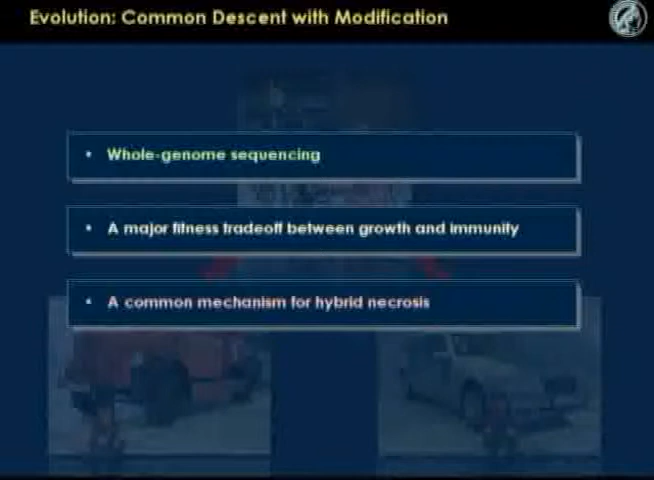 Evolution: Common Descent with Modification
• Whole-genome sequencing
• A major fitness tradeoff between growth and immunity
• A common mechanism for hybrid necrosis